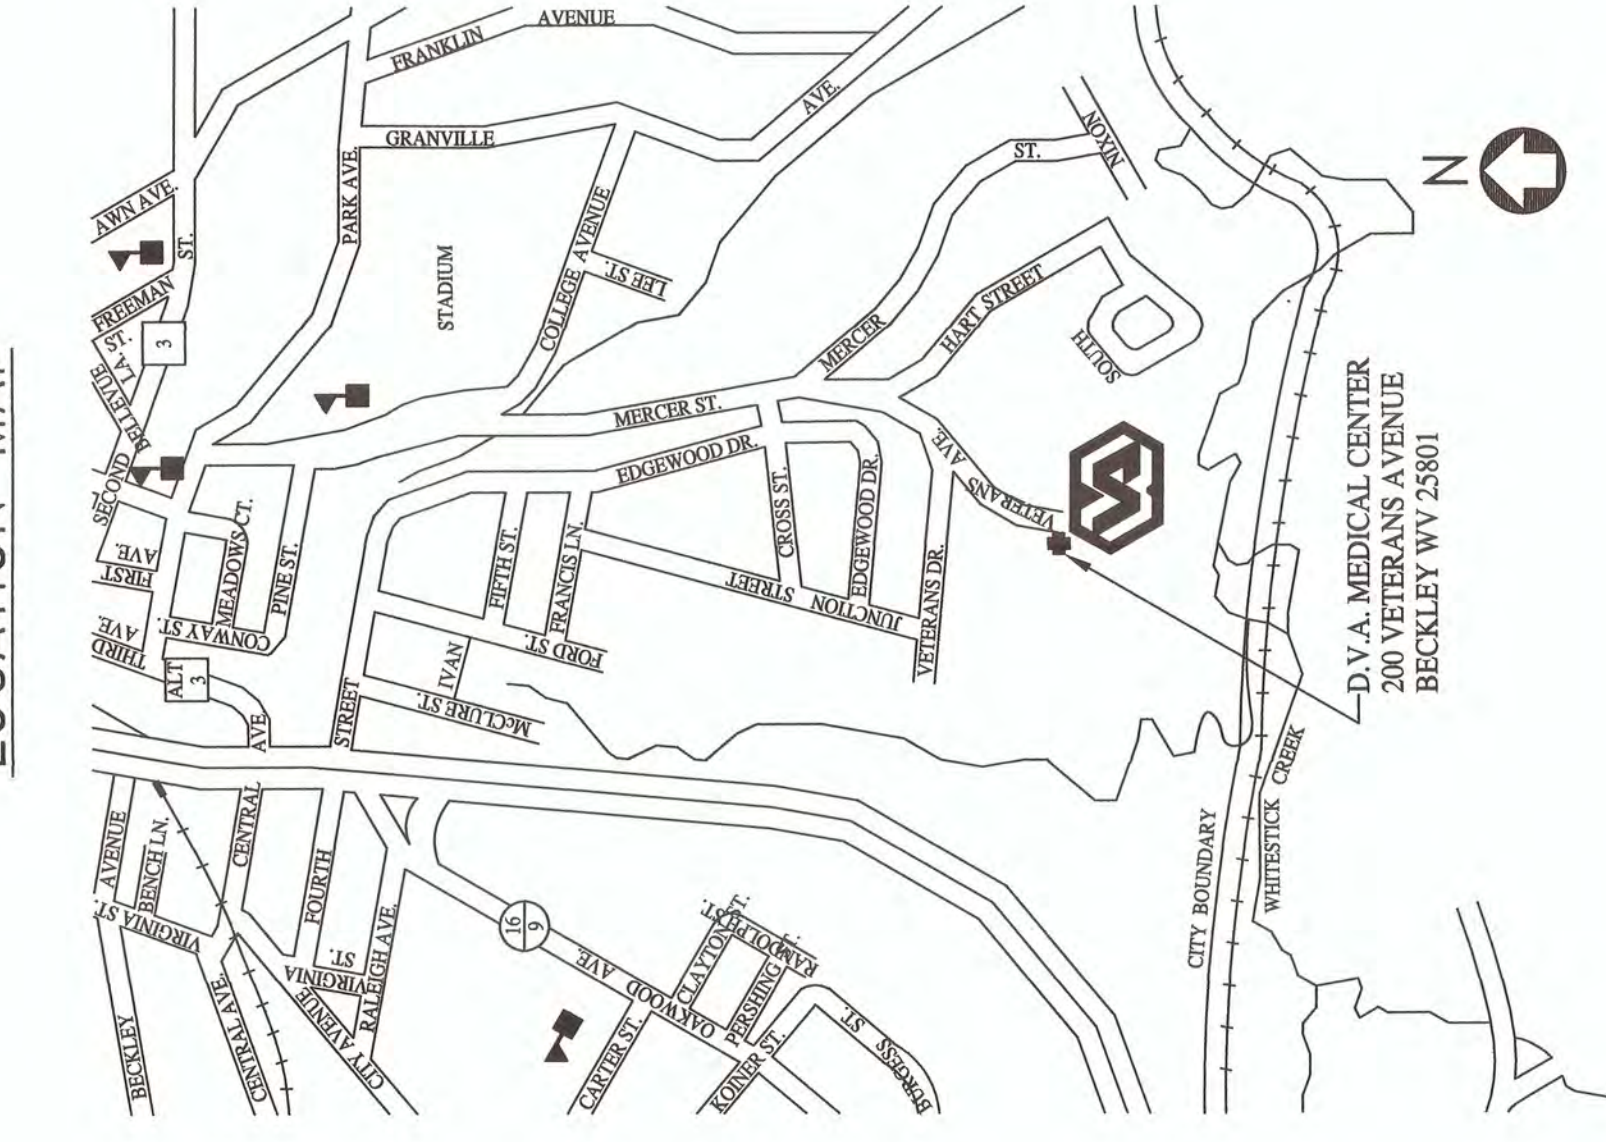 LOCATION MAP
AVENUE
FRANKLIN
GRANVILLE
AVE.
PARK AVE.
AWN AVE.
ST.
FREEMAN
ST.
LA.
BELLEVUE
3
SECOND
STADIUM
COLLEGE AVENUE
LEE ST.
MERCER
ST.
NIXON
HART STREET
SOUTH
N
MERCER ST.
EDGEWOOD DR.
CROSS ST.
EDGEWOOD DR.
VETERANS AVE.
VETERANS DR.
JUNCTION STREET
FIRST AVE.
THIRD AVE.
MEADOWS CT.
PINE ST.
CONWAY ST.
ALT
3
FIFTH ST.
FRANCIS LN.
FORD ST.
IVAN
McCLURE ST.
AVE.
STREET
D.V.A. MEDICAL CENTER
200 VETERANS AVENUE
BECKLEY WV 25801
AVENUE
BENCH LN.
VIRGINIA ST.
VIRGINIA
CENTRAL
FOURTH
RALEIGH AVE.
VIRGINIA ST.
CITY AVENUE
CENTRAL AVE.
BECKLEY
16
9
OAKWOOD AVE.
CLAYTON ST.
RANDOLPH ST.
PERSHING
CARTER ST.
KOINER ST.
BURGESS ST.
CITY BOUNDARY
WHITESTICK CREEK